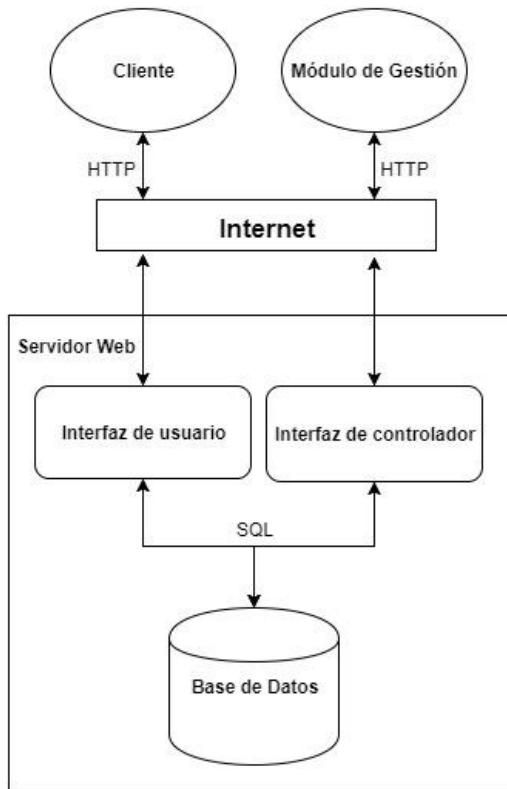 Cliente
Módulo de Gestión
HTTP
HTTP
Internet
Servidor Web
Interfaz de usuario
Interfaz de controlador
SQL
Base de Datos